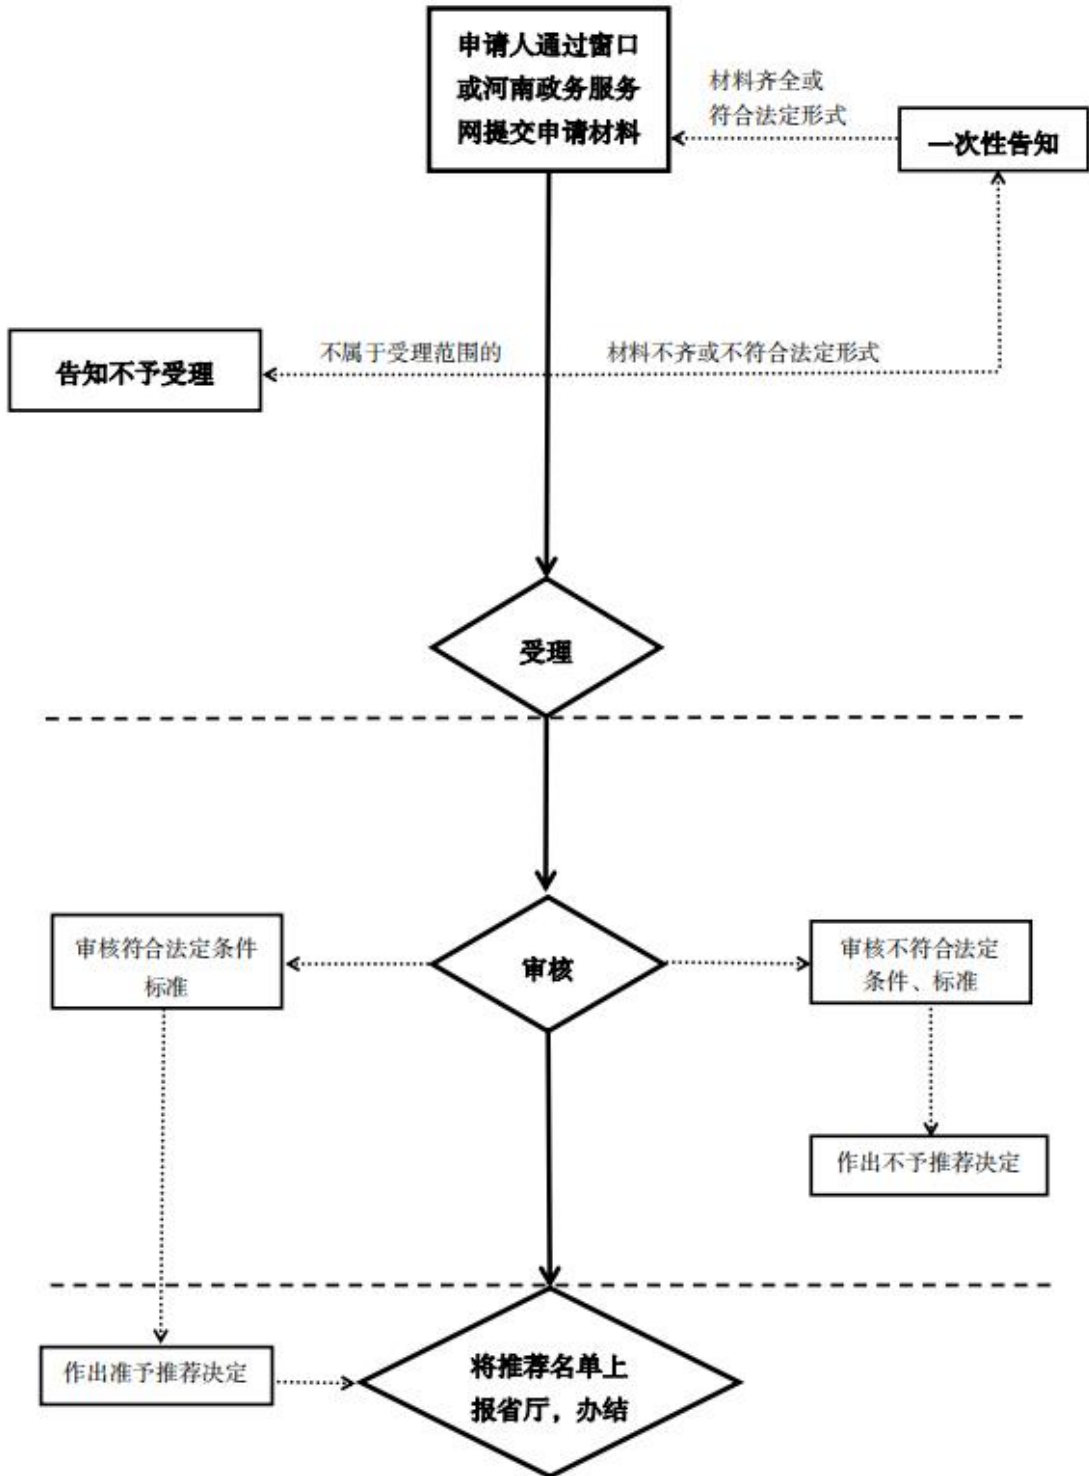 申请人通过窗口
或河南政务服务
网提交申请材料
材料齐全或
符合法定形式
一次性告知
不属于受理范围的
材料不齐或不符合法定形式
告知不予受理
受理
审核符合法定条件
标准
审核
审核不符合法定
条件、标准
作出不予推荐决定
作出准予推荐决定
将推荐名单上
报省厅，办结